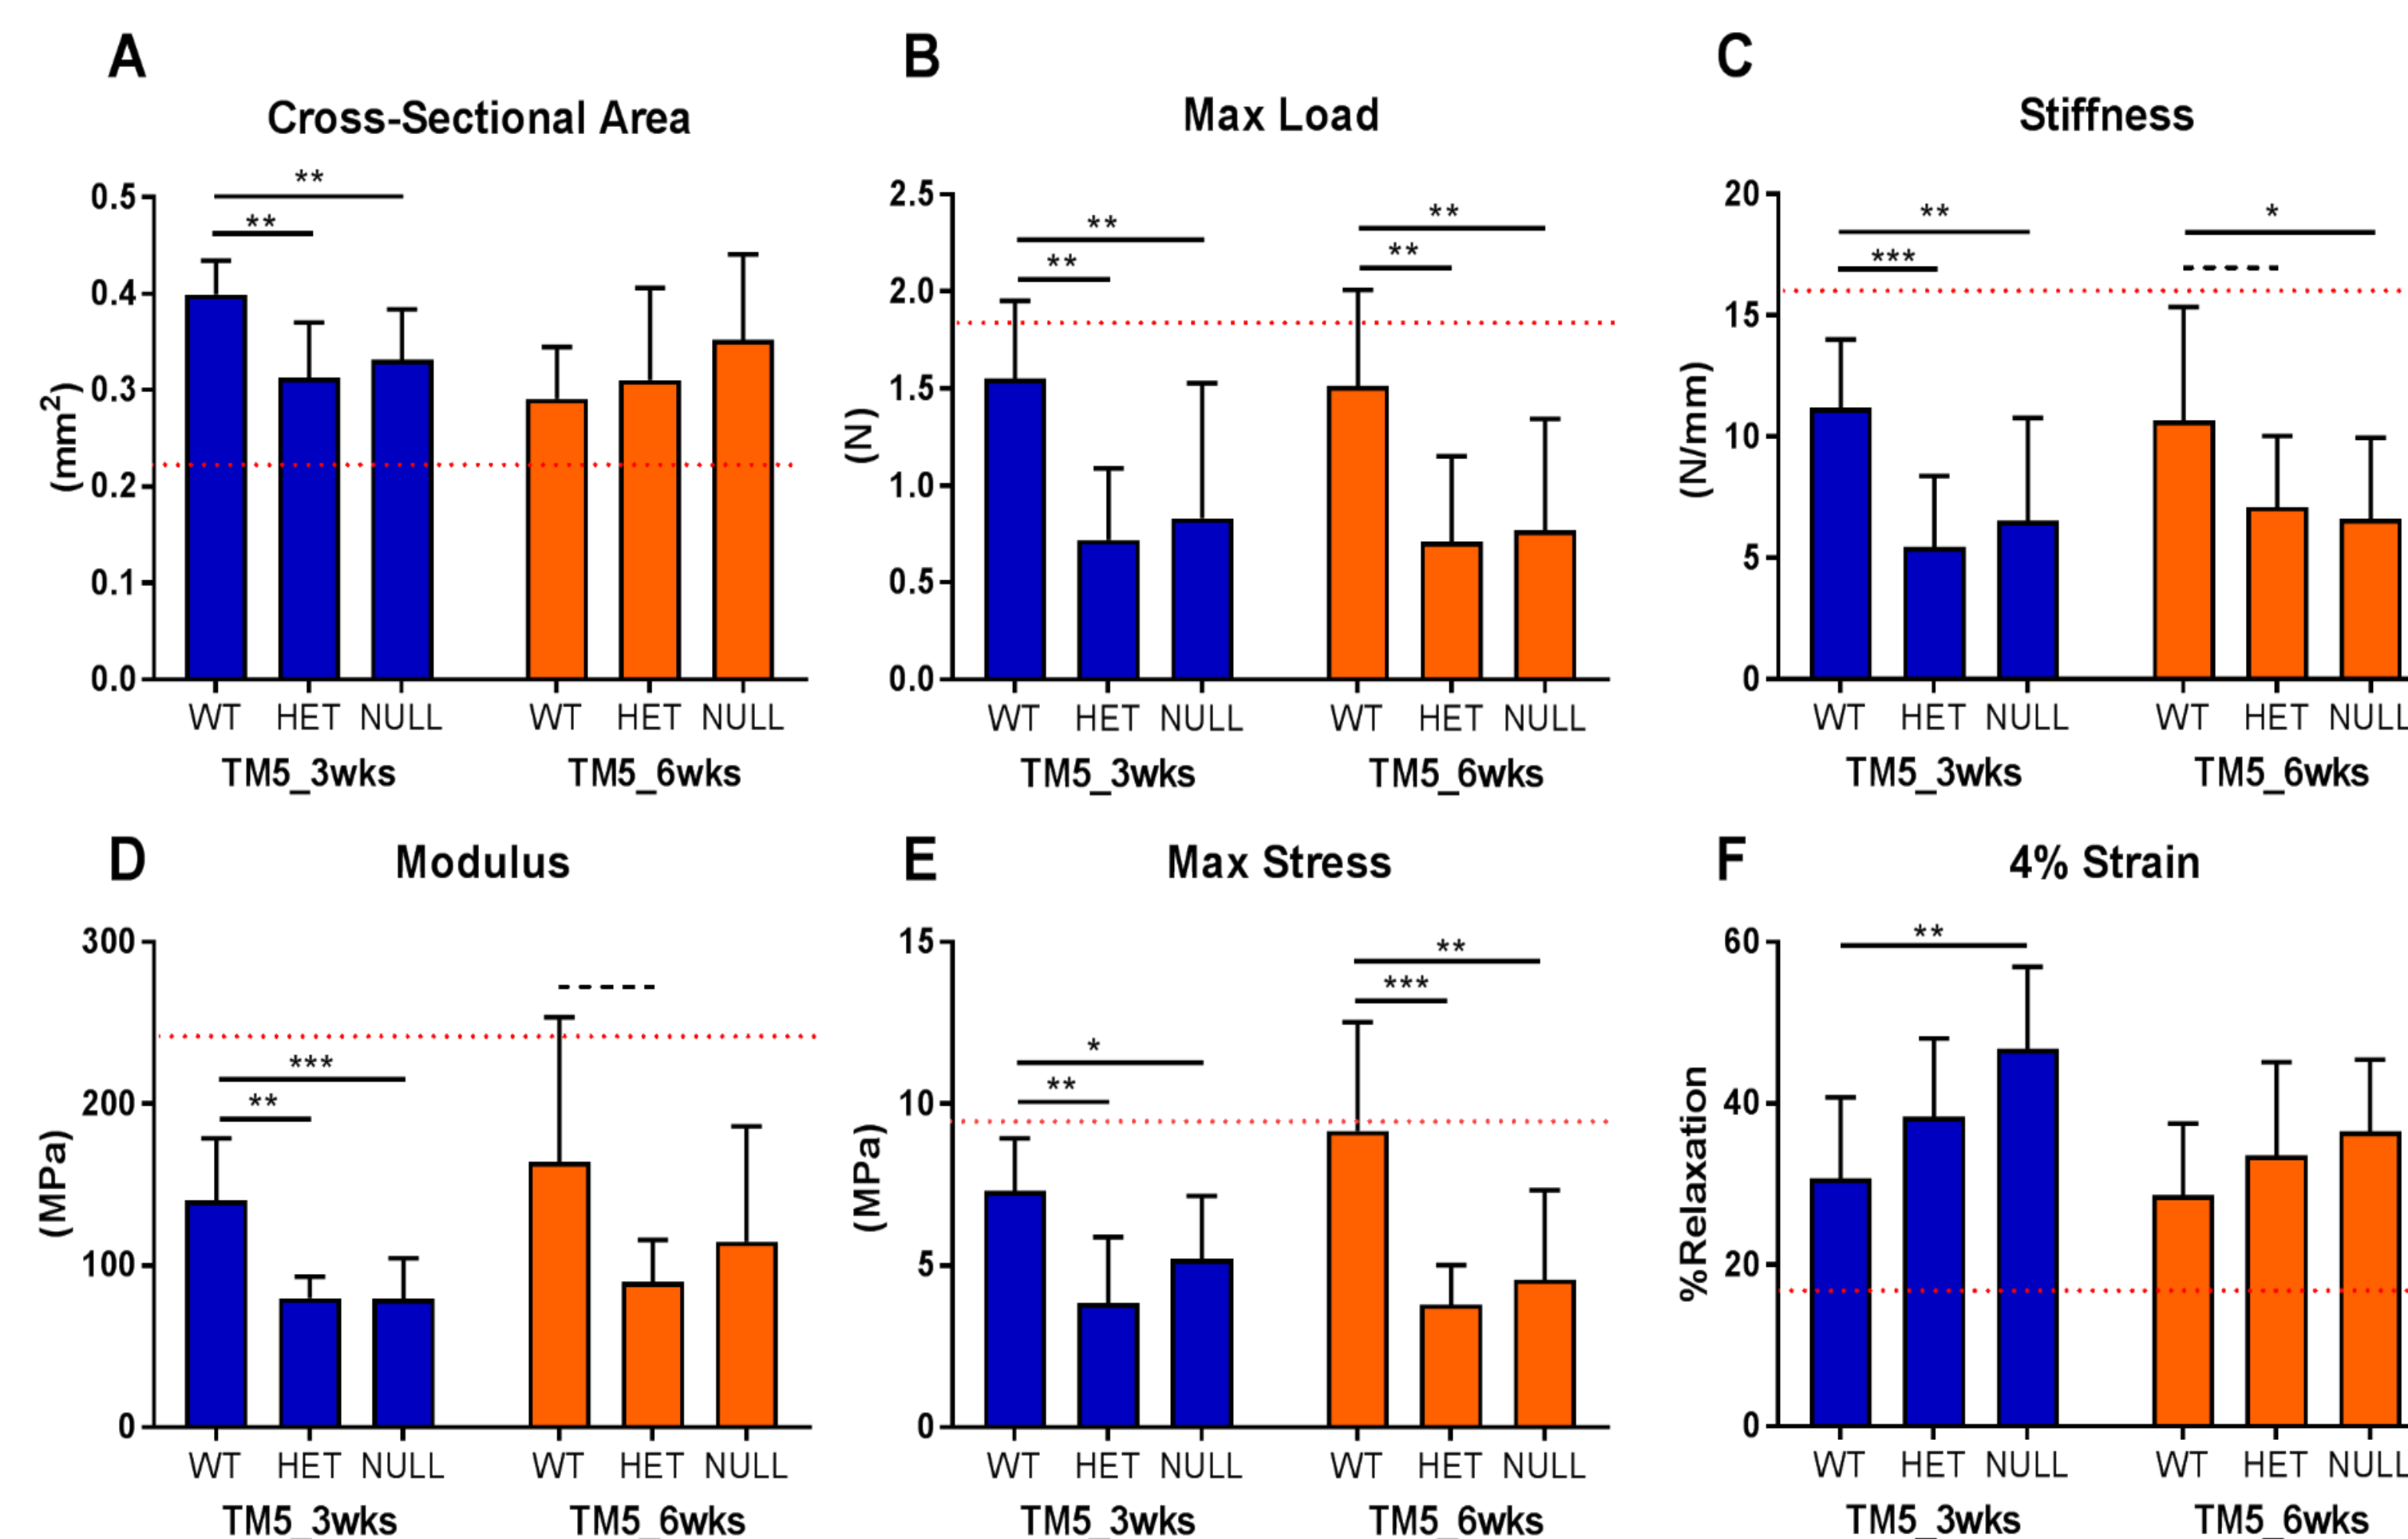 A
Cross-Sectional Area
**
**
(mm²)
0.5
0.4
0.3
0.2
0.1
0.0
WT HET NULL WT HET NULL
TM5_3wks TM5_6wks
B
Max Load
**
**
**
**
(N)
2.5
2.0
1.5
1.0
0.5
0.0
WT HET NULL WT HET NULL
TM5_3wks TM5_6wks
C
Stiffness
** *
***
(N/mm)
20
15
10
5
0
WT HET NULL WT HET NULL
TM5_3wks TM5_6wks
D
Modulus
***
**
(MPa)
300
200
100
0
WT HET NULL WT HET NULL
TM5_3wks TM5_6wks
E
Max Stress
**
***
*
**
(MPa)
15
10
5
0
WT HET NULL WT HET NULL
TM5_3wks TM5_6wks
F
4% Strain
**
%Relaxation
60
40
20
0
WT HET NULL WT HET NULL
TM5_3wks TM5_6wks